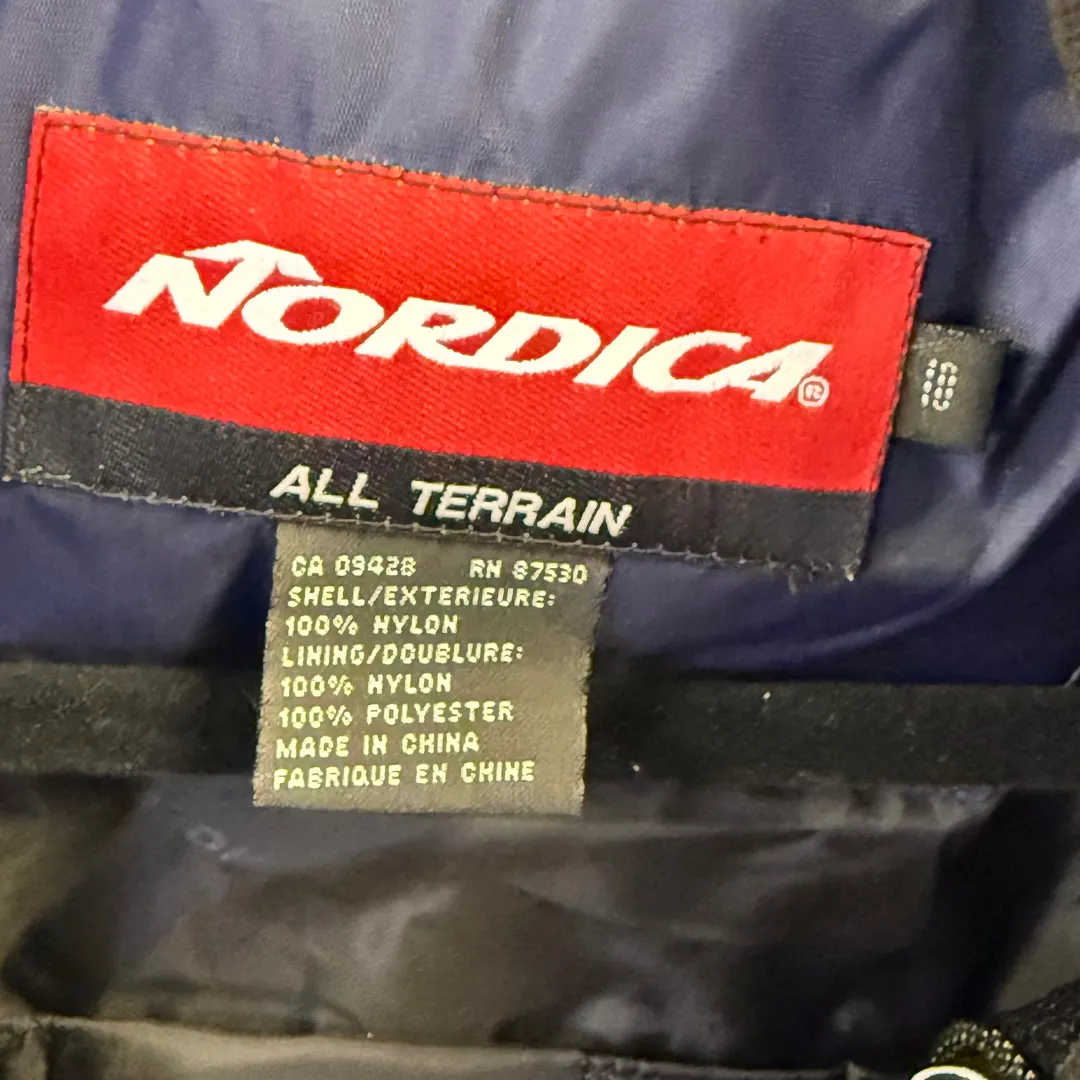 NORDICA®
10
ALL TERRAIN
CA 09428 RN 87530
SHELL/EXTERIEURE:
100% NYLON
LINING/DOUBLURE:
100% NYLON
100% POLYESTER
MADE IN CHINA
FABRIQUE EN CHINE